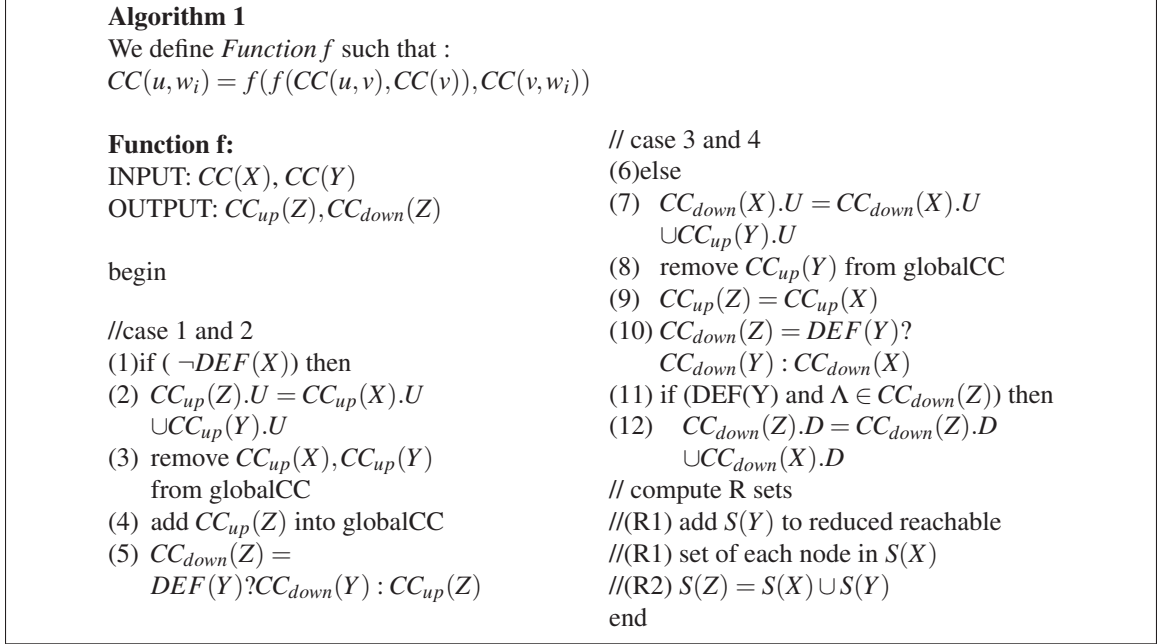 Algorithm 1
We define Function f such that :
CC(u,wᵢ) = f(f(CC(u,v),CC(v)),CC(v,wᵢ))
Function f:
INPUT: CC(X), CC(Y)
OUTPUT: CC_up(Z),CC_down(Z)
begin
//case 1 and 2
(1)if ( ¬DEF(X)) then
(2) CC_up(Z).U = CC_up(X).U
∪CC_up(Y).U
(3) remove CC_up(X),CC_up(Y)
from globalCC
(4) add CC_up(Z) into globalCC
(5) CC_down(Z) =
DEF(Y)?CC_down(Y) : CC_up(Z)
// case 3 and 4
(6)else
(7) CC_down(X).U = CC_down(X).U
∪CC_up(Y).U
(8) remove CC_up(Y) from globalCC
(9) CC_up(Z) = CC_up(X)
(10) CC_down(Z) = DEF(Y)?
CC_down(Y) : CC_down(X)
(11) if (DEF(Y) and Λ ∈ CC_down(Z)) then
(12) CC_down(Z).D = CC_down(Z).D
∪CC_down(X).D
// compute R sets
//(R1) add S(Y) to reduced reachable
//(R1) set of each node in S(X)
//(R2) S(Z) = S(X) ∪ S(Y)
end